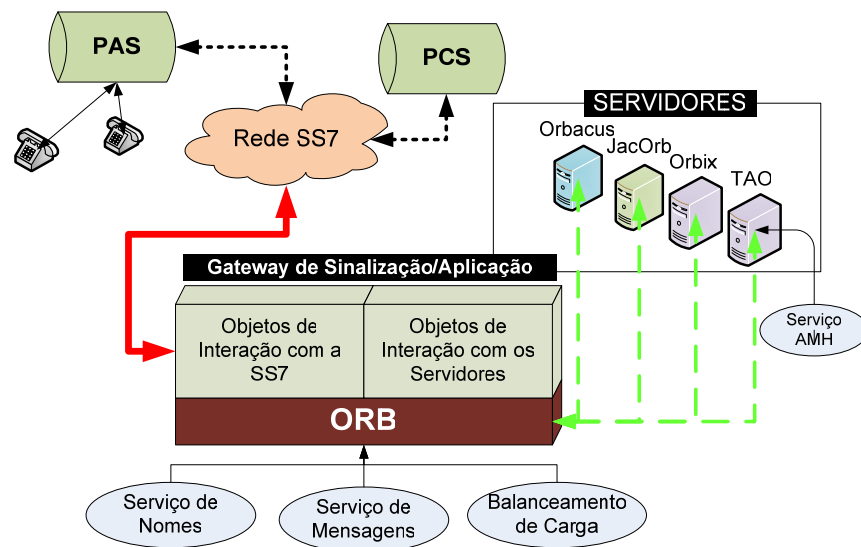 PAS
PCS
Rede SS7
SERVIDORES
Orbacus
JacOrb
Orbix
TAO
Gateway de Sinalização/Aplicação
Objetos de
Interação com a
SS7
Objetos de
Interação com os
Servidores
Serviço
AMH
ORB
Serviço de
Nomes
Serviço de
Mensagens
Balanceamento
de Carga